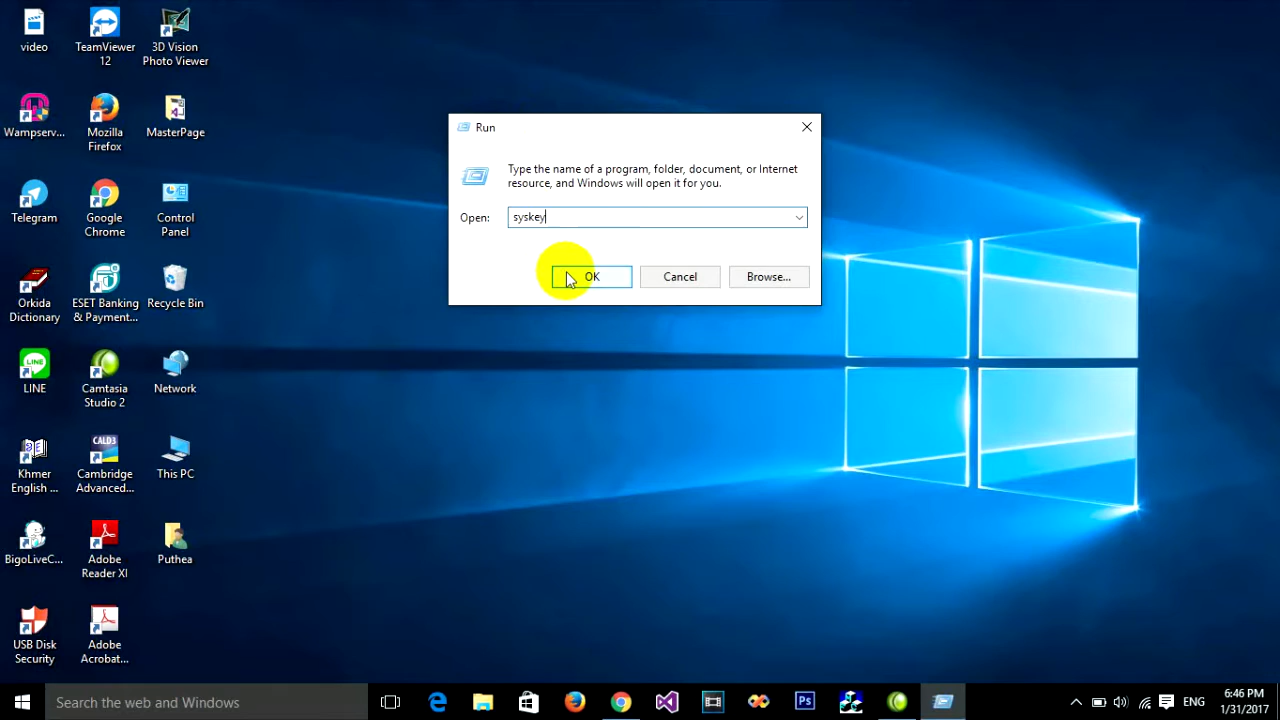 video
TeamViewer
12
3D Vision
Photo Viewer
Wampserv...
Mozilla
Firefox
MasterPage
Telegram
Google
Chrome
Control
Panel
Orkida
Dictionary
ESET Banking
& Payment...
Recycle Bin
LINE
LINE
Camtasia
Studio 2
Network
Khmer
English ...
CALD3
Cambridge
Advanced...
This PC
BigoLiveC...
Adobe
Reader XI
Puthea
USB Disk
Security
Adobe
Acrobat...
Run
Type the name of a program, folder, document, or Internet
resource, and Windows will open it for you.
Open: syskey
OK Cancel Browse...
Search the web and Windows
Ps
ENG
6:46 PM
1/31/2017